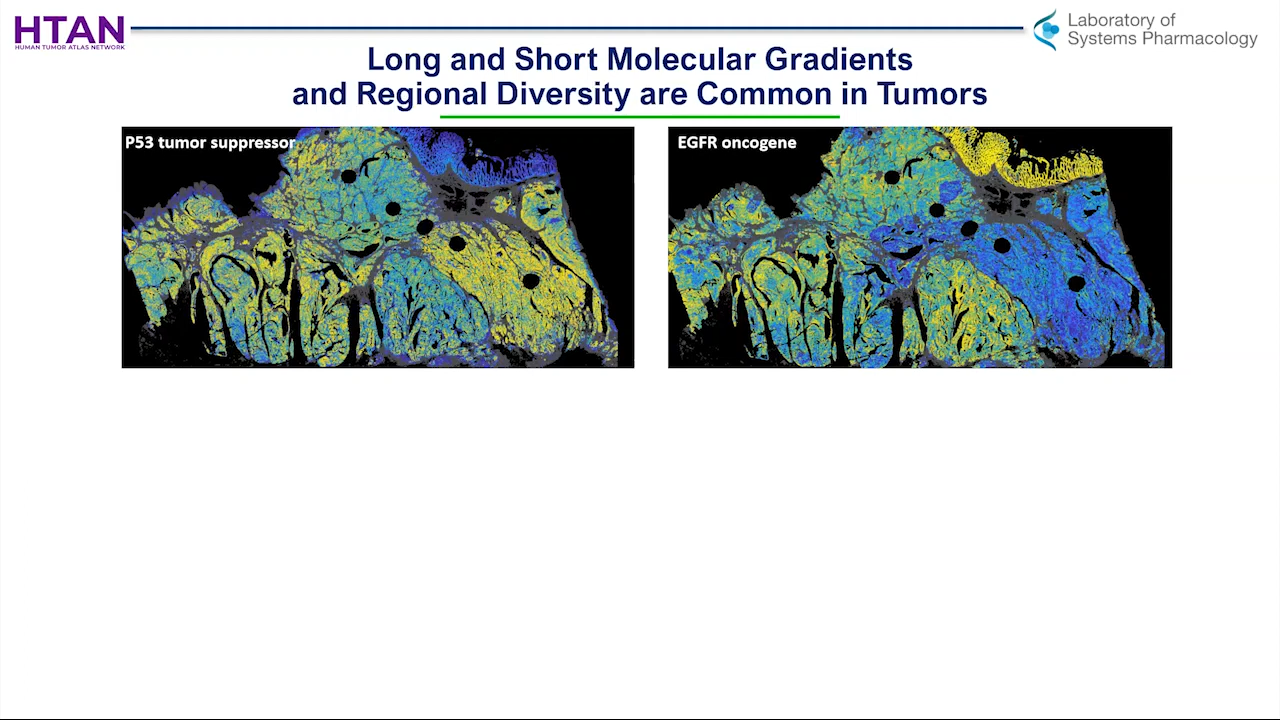 HTAN
HUMAN TUMOR ATLAS NETWORK
Laboratory of
Systems Pharmacology
Long and Short Molecular Gradients
and Regional Diversity are Common in Tumors
P53 tumor suppressor
EGFR oncogene